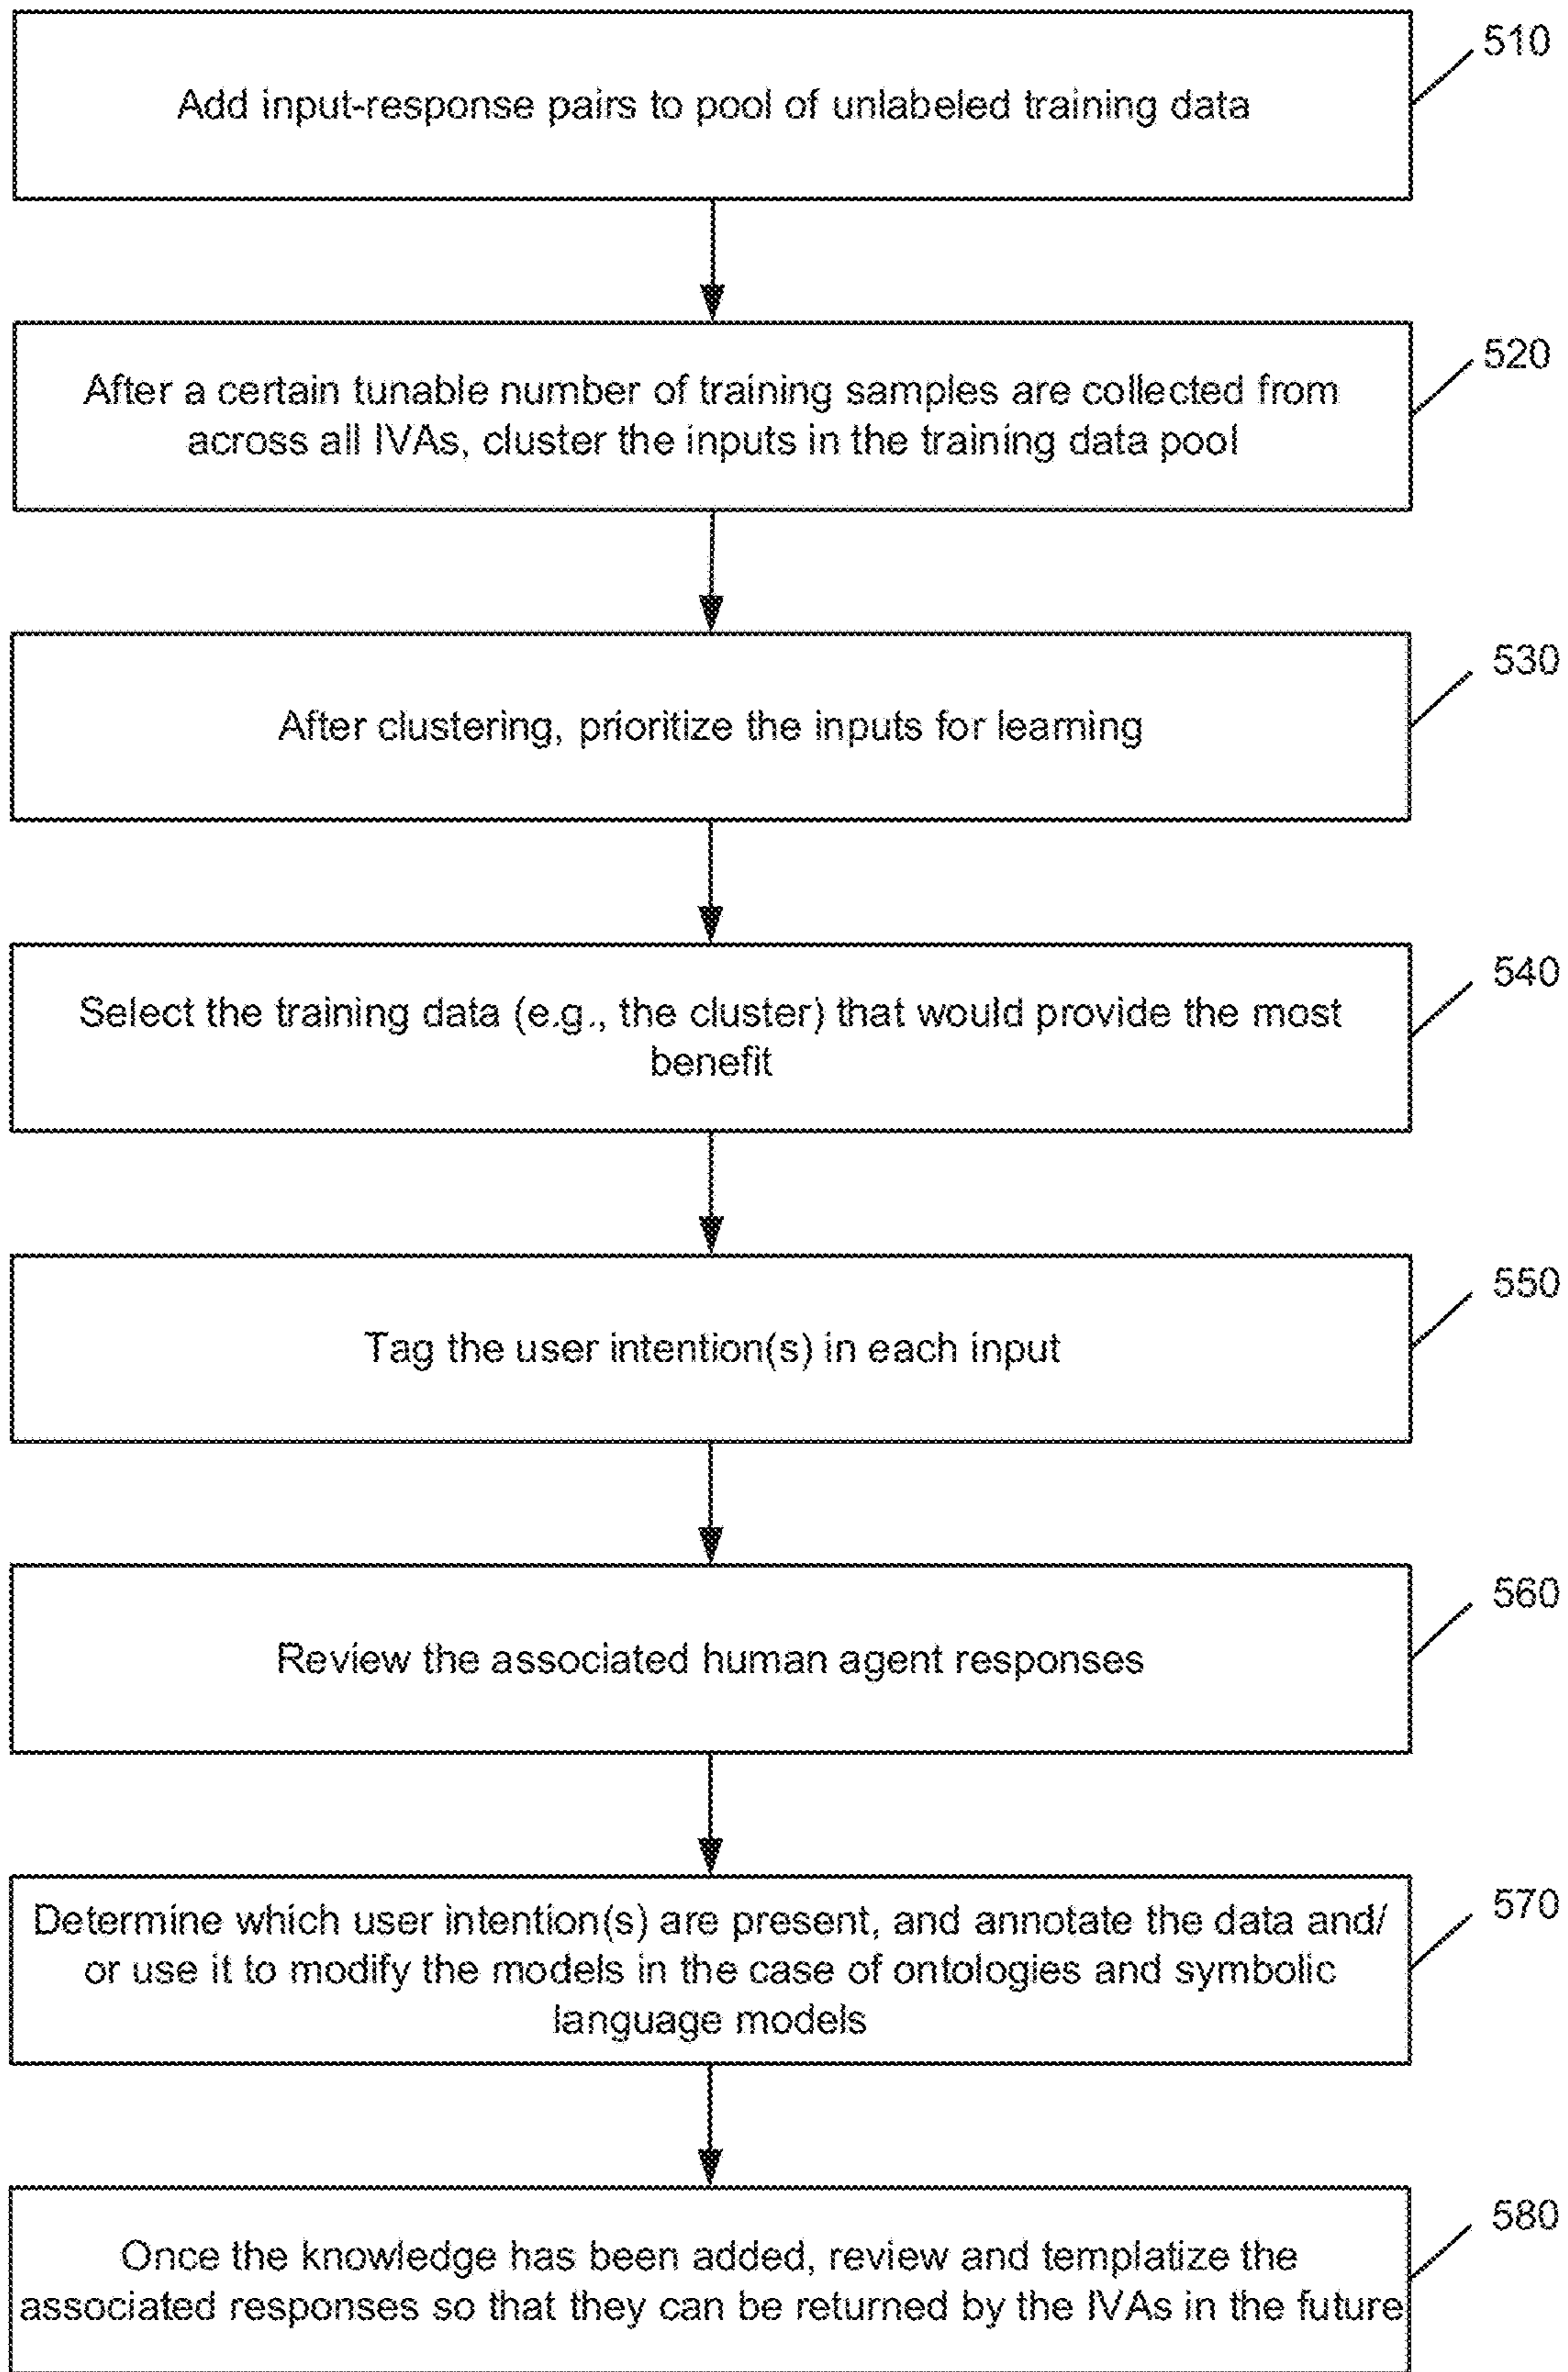 510
Add input-response pairs to pool of unlabeled training data
520
After a certain tunable number of training samples are collected from
across all IVAs, cluster the inputs in the training data pool
530
After clustering, prioritize the inputs for learning
540
Select the training data (e.g., the cluster) that would provide the most
benefit
550
Tag the user intention(s) in each input
560
Review the associated human agent responses
570
Determine which user intention(s) are present, and annotate the data and/
or use it to modify the models in the case of ontologies and symbolic
language models
580
Once the knowledge has been added, review and templatize the
associated responses so that they can be returned by the IVAs in the future